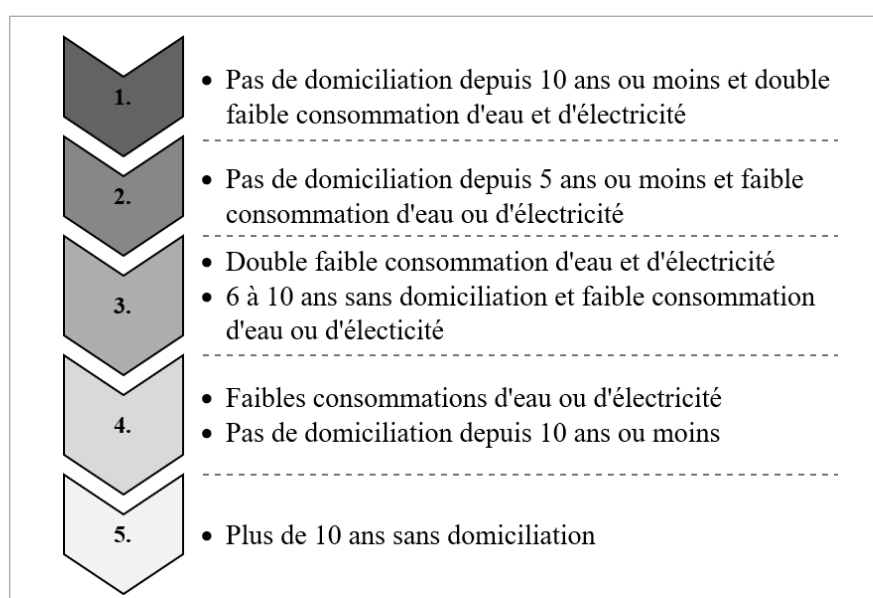 1.
• Pas de domiciliation depuis 10 ans ou moins et double
faible consommation d'eau et d'électricité
2.
• Pas de domiciliation depuis 5 ans ou moins et faible
consommation d'eau ou d'électricité
3.
• Double faible consommation d'eau et d'électricité
• 6 à 10 ans sans domiciliation et faible consommation
d'eau ou d'électicité
4.
• Faibles consommations d'eau ou d'électricité
• Pas de domiciliation depuis 10 ans ou moins
5.
• Plus de 10 ans sans domiciliation